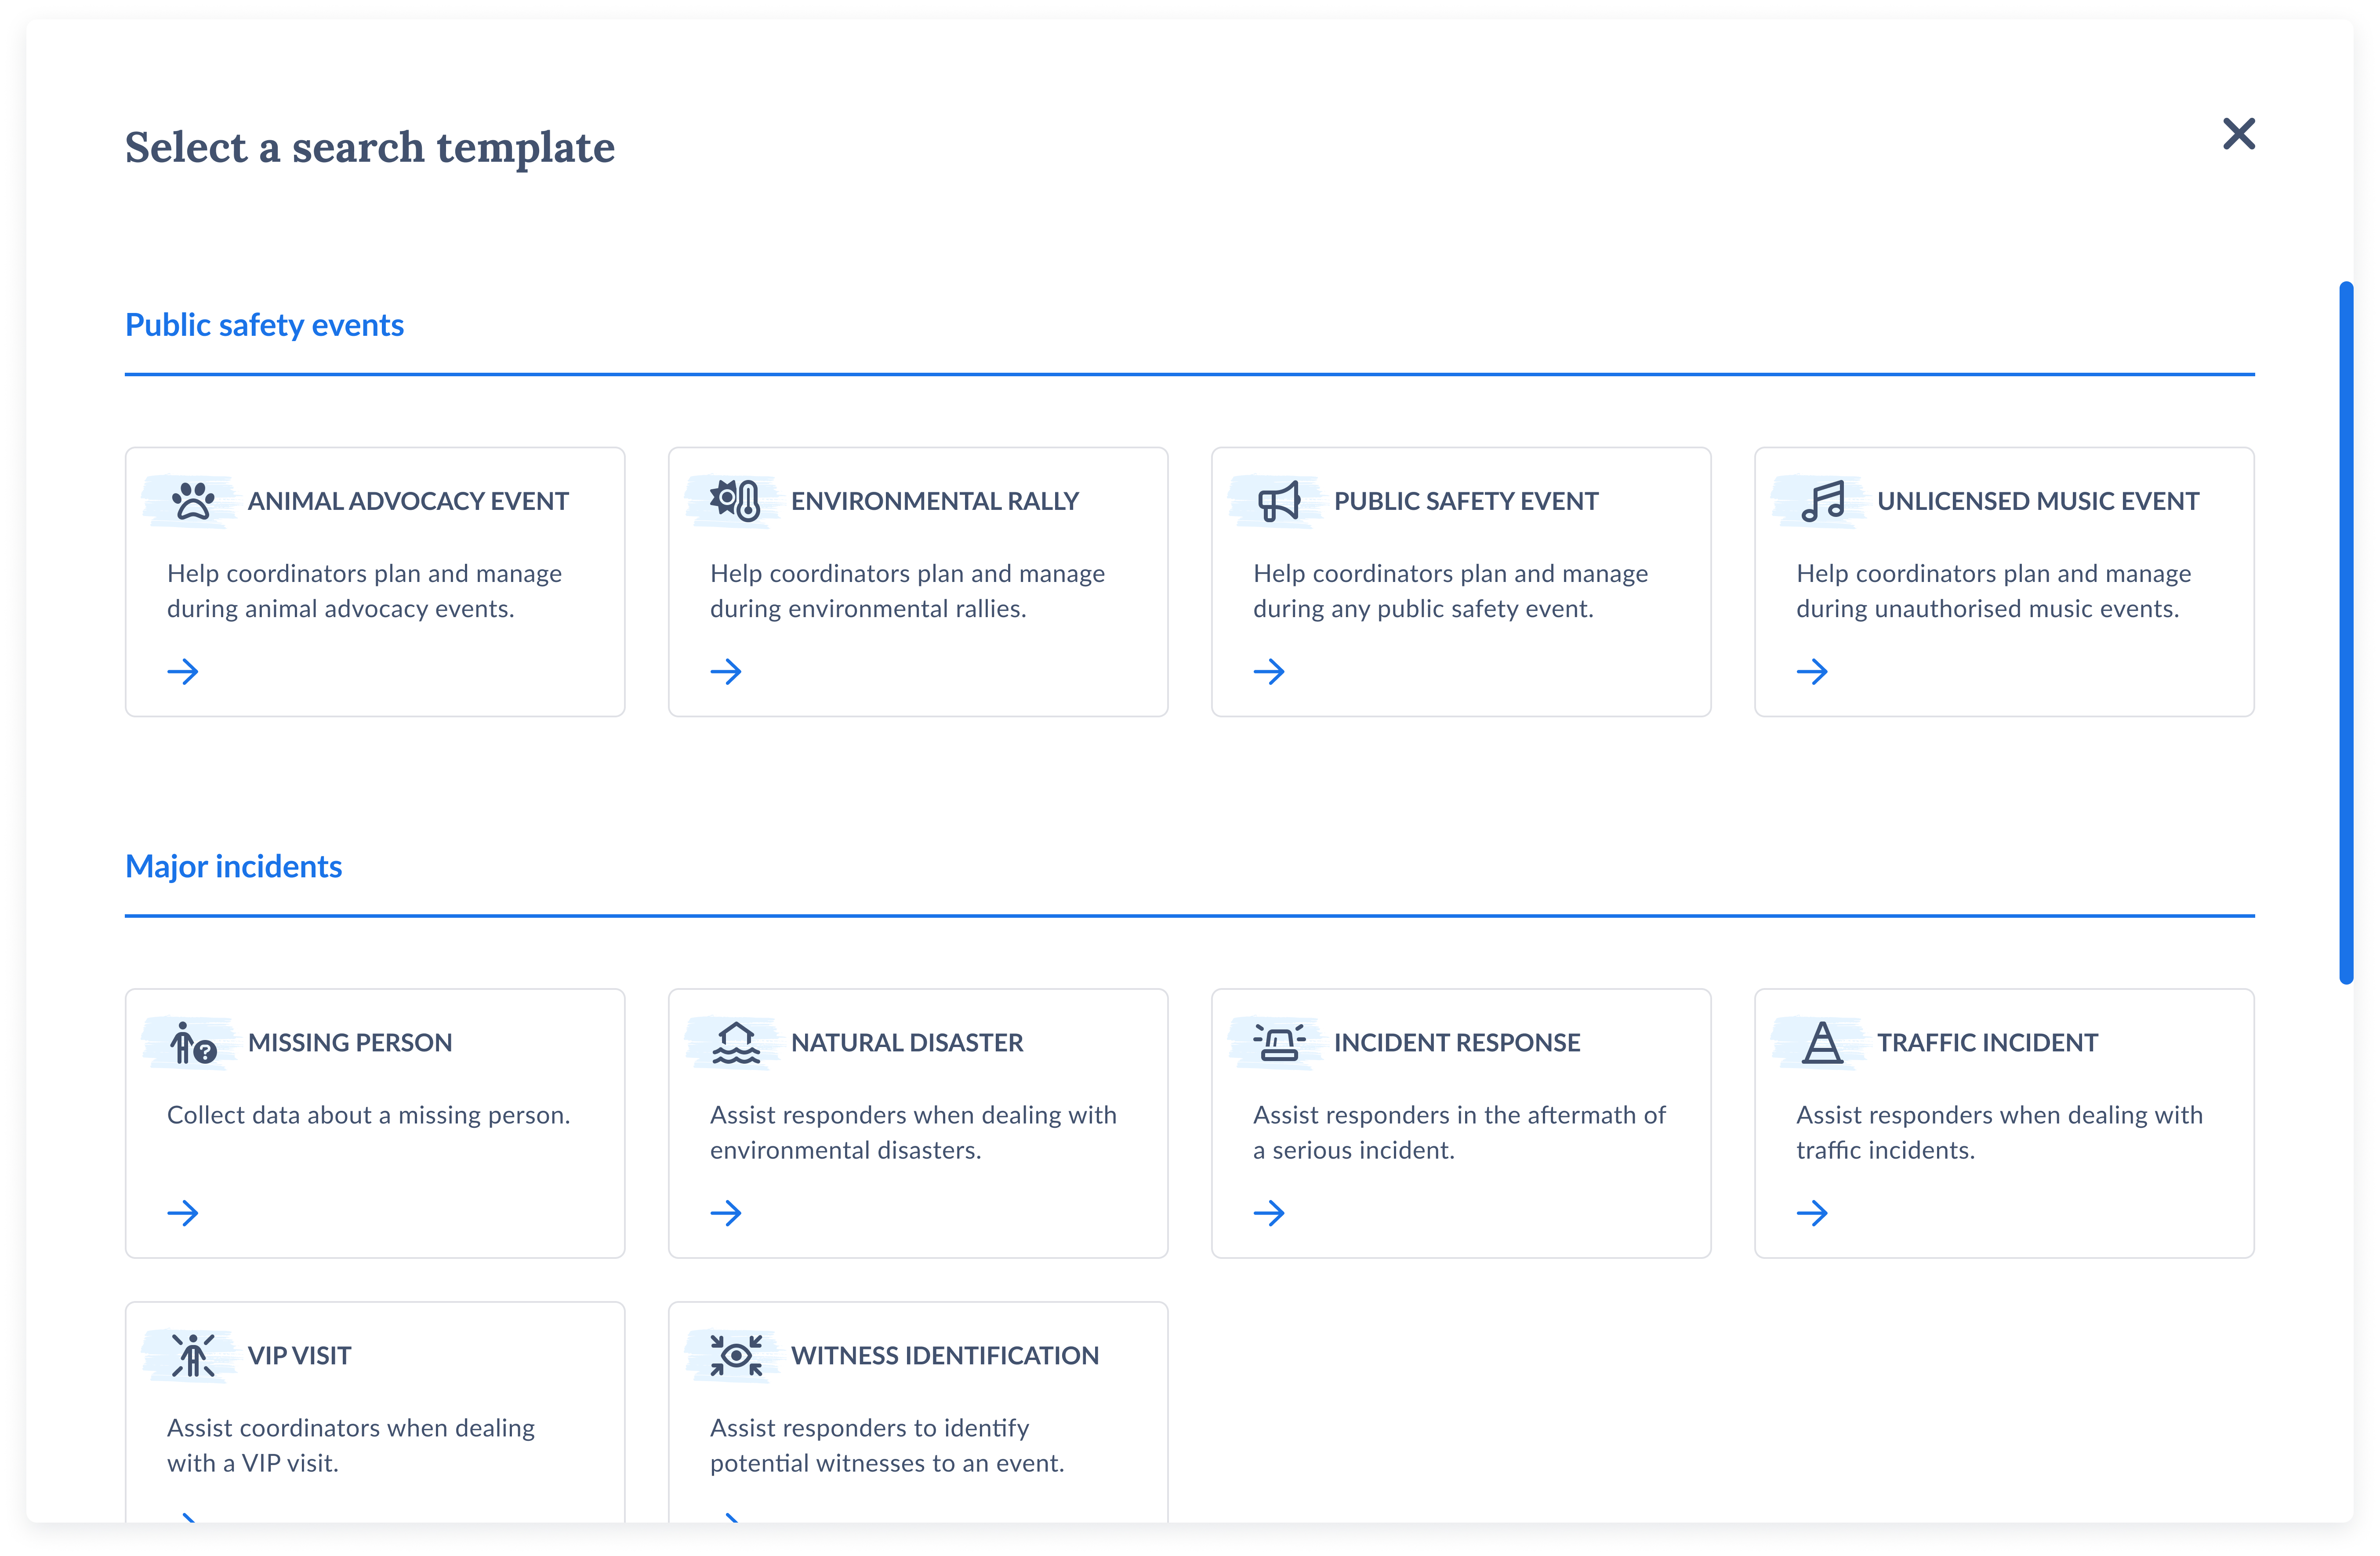 Select a search template
Public safety events
ANIMAL ADVOCACY EVENT
Help coordinators plan and manage
during animal advocacy events.
ENVIRONMENTAL RALLY
Help coordinators plan and manage
during environmental rallies.
PUBLIC SAFETY EVENT
Help coordinators plan and manage
during any public safety event.
UNLICENSED MUSIC EVENT
Help coordinators plan and manage
during unauthorised music events.
Major incidents
MISSING PERSON
Collect data about a missing person.
NATURAL DISASTER
Assist responders when dealing with
environmental disasters.
INCIDENT RESPONSE
Assist responders in the aftermath of
a serious incident.
TRAFFIC INCIDENT
Assist responders when dealing with
traffic incidents.
VIP VISIT
Assist coordinators when dealing
with a VIP visit.
WITNESS IDENTIFICATION
Assist responders to identify
potential witnesses to an event.